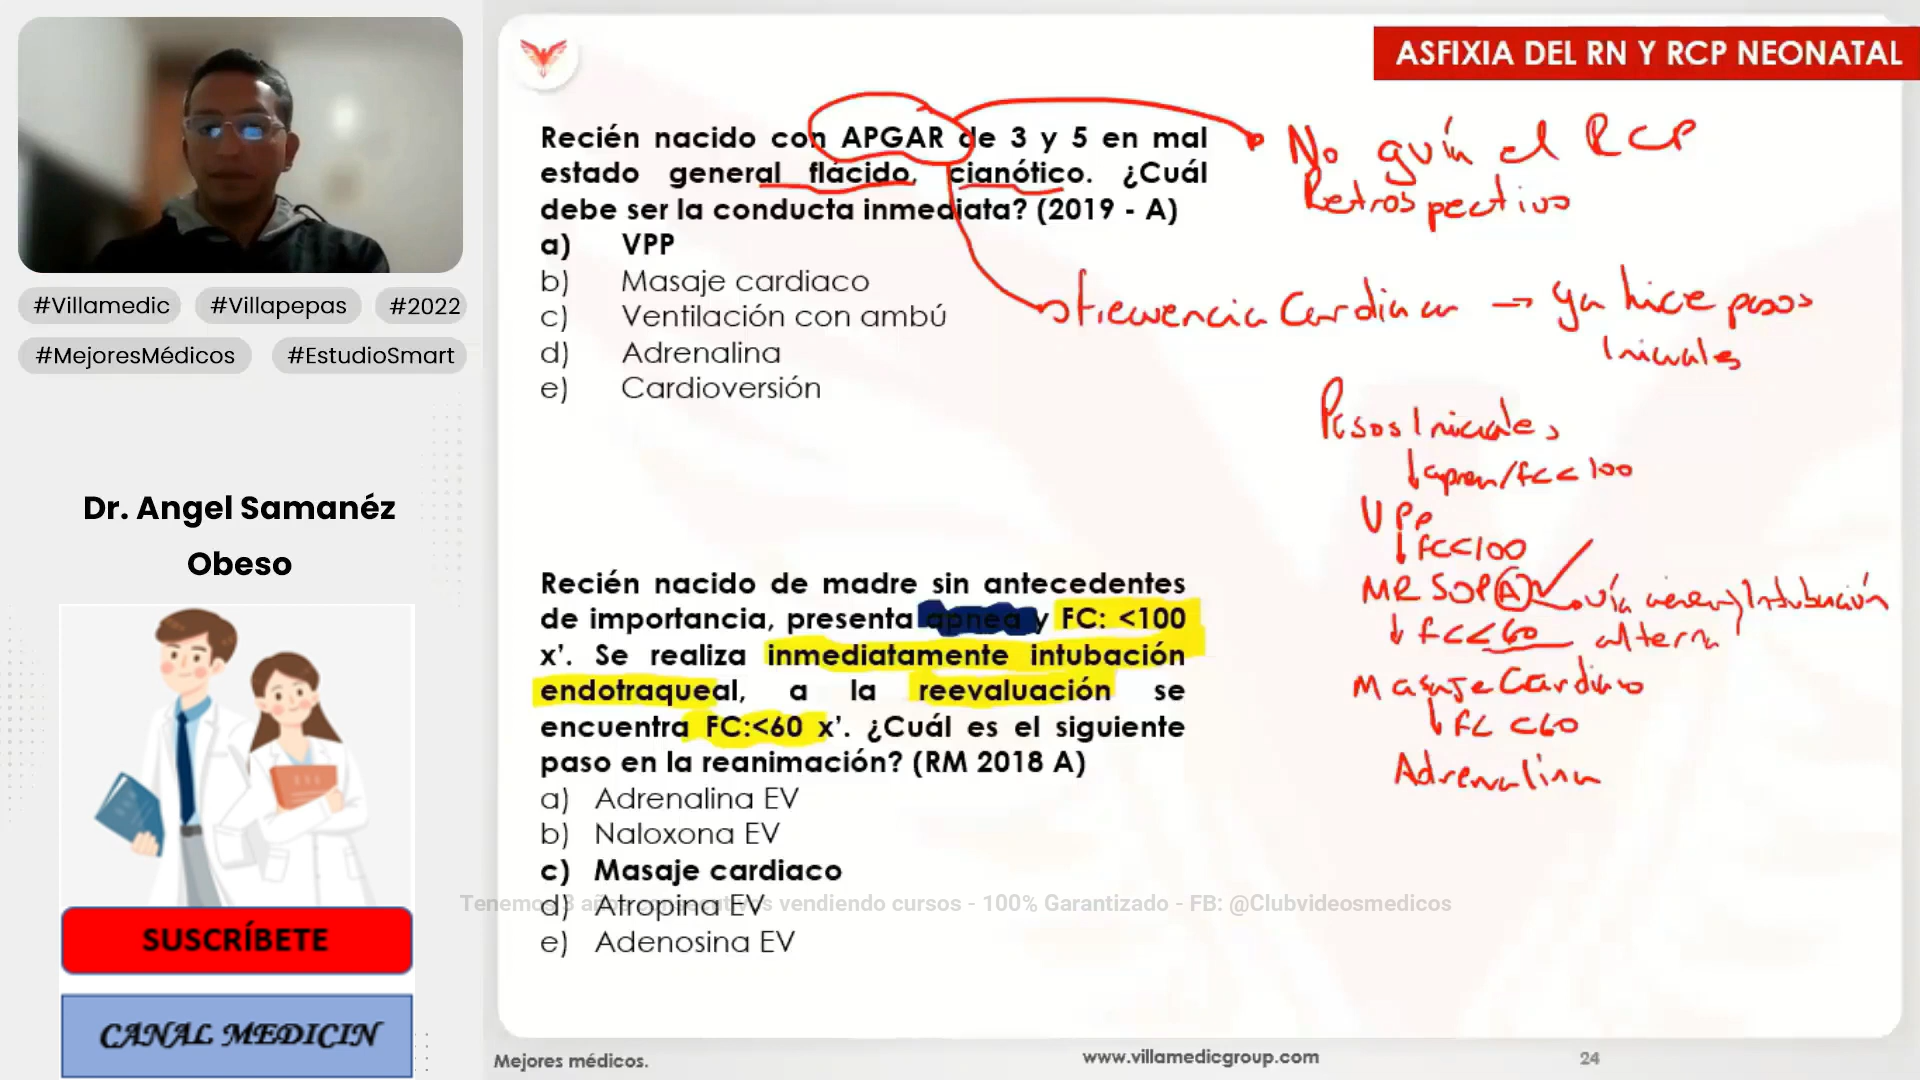 ASFIXIA DEL RN Y RCP NEONATAL
Recién nacido con APGAR de 3 y 5 en mal
estado general flácido, cianótico. ¿Cuál
debe ser la conducta inmediata? (2019 - A)
a) VPP
b) Masaje cardiaco
c) Ventilación con ambú
d) Adrenalina
e) Cardioversión
No guía el RCP
Retrospectivo
Frecuencia Cardiaca → ya hice pasos
Iniciales
Pasos Iniciales
↓ apnea/FC<100
VPP
↓ FC<100
MR SOPA
vía aerea/Intubación
alterna
↓ FC<60
Masaje Cardiaco
↓ FC <60
Adrenalina
Recién nacido de madre sin antecedentes
de importancia, presenta apnea y FC: <100
x’. Se realiza inmediatamente intubación
endotraqueal, a la reevaluación se
encuentra FC:<60 x’. ¿Cuál es el siguiente
paso en la reanimación? (RM 2018 A)
a) Adrenalina EV
b) Naloxona EV
c) Masaje cardiaco
d) Atropina EV
e) Adenosina EV
Tenemos 3 años consecutivos vendiendo cursos - 100% Garantizado - FB: @Clubvideosmedicos
#Villamedic #Villapepas #2022
#MejoresMédicos #EstudioSmart
Dr. Angel Samanéz
Obeso
SUSCRÍBETE
CANAL MEDICIN
Mejores médicos.
www.villamedicgroup.com
24